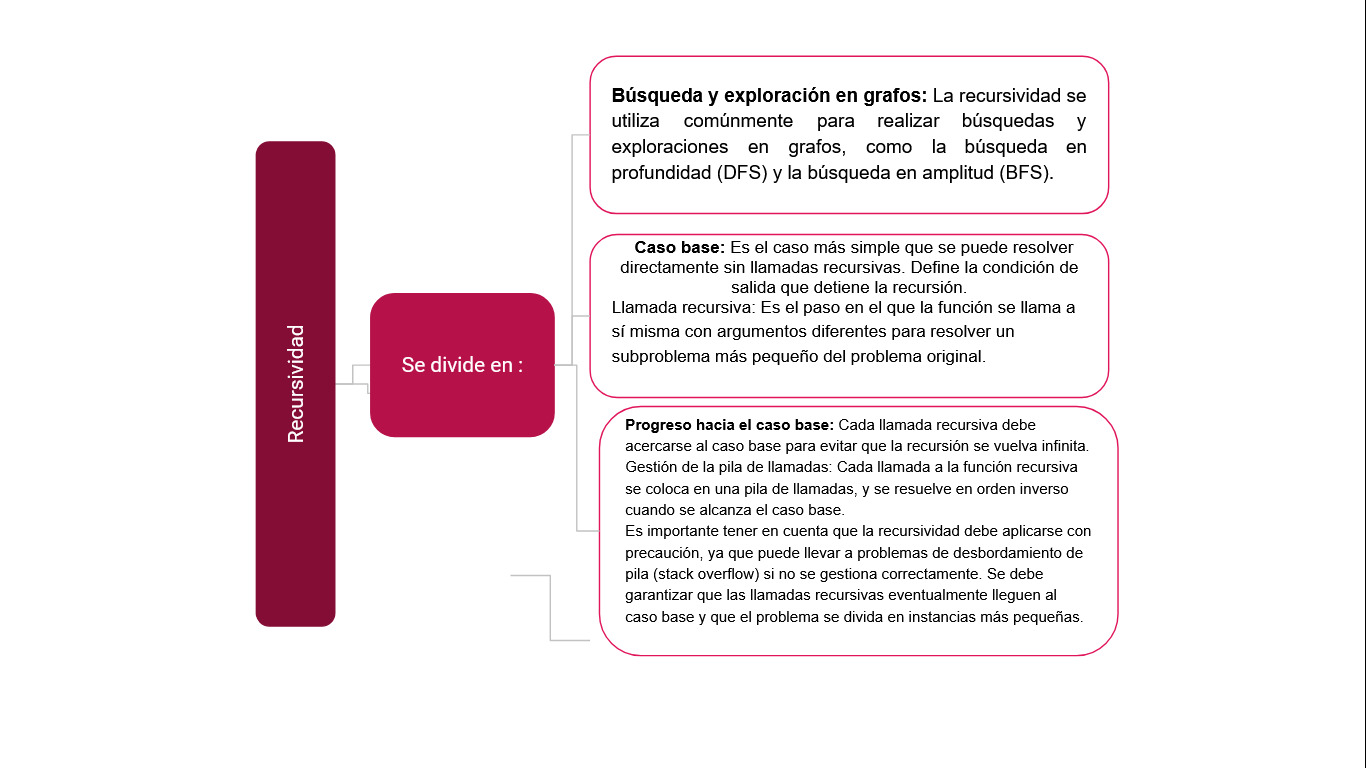 Recursividad
Se divide en :
Búsqueda y exploración en grafos: La recursividad se
utiliza comúnmente para realizar búsquedas y
exploraciones en grafos, como la búsqueda en
profundidad (DFS) y la búsqueda en amplitud (BFS).
Caso base: Es el caso más simple que se puede resolver
directamente sin llamadas recursivas. Define la condición de
salida que detiene la recursión.
Llamada recursiva: Es el paso en el que la función se llama a
sí misma con argumentos diferentes para resolver un
subproblema más pequeño del problema original.
Progreso hacia el caso base: Cada llamada recursiva debe
acercarse al caso base para evitar que la recursión se vuelva infinita.
Gestión de la pila de llamadas: Cada llamada a la función recursiva
se coloca en una pila de llamadas, y se resuelve en orden inverso
cuando se alcanza el caso base.
Es importante tener en cuenta que la recursividad debe aplicarse con
precaución, ya que puede llevar a problemas de desbordamiento de
pila (stack overflow) si no se gestiona correctamente. Se debe
garantizar que las llamadas recursivas eventualmente lleguen al
caso base y que el problema se divida en instancias más pequeñas.